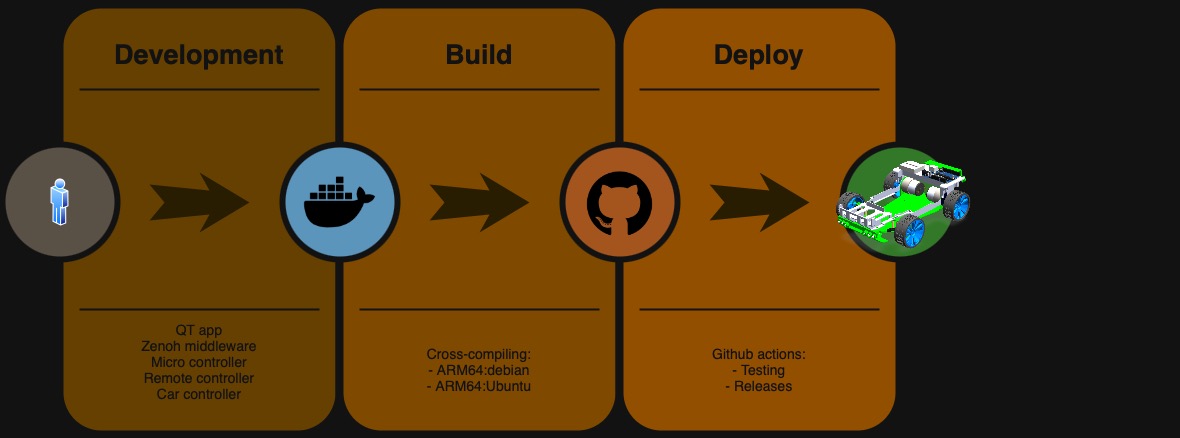 Development
Build
Deploy
QT app
Zenoh middleware
Micro controller
Remote controller
Car controller
Cross-compiling:
- ARM64:debian
- ARM64:Ubuntu
Github actions:
- Testing
- Releases